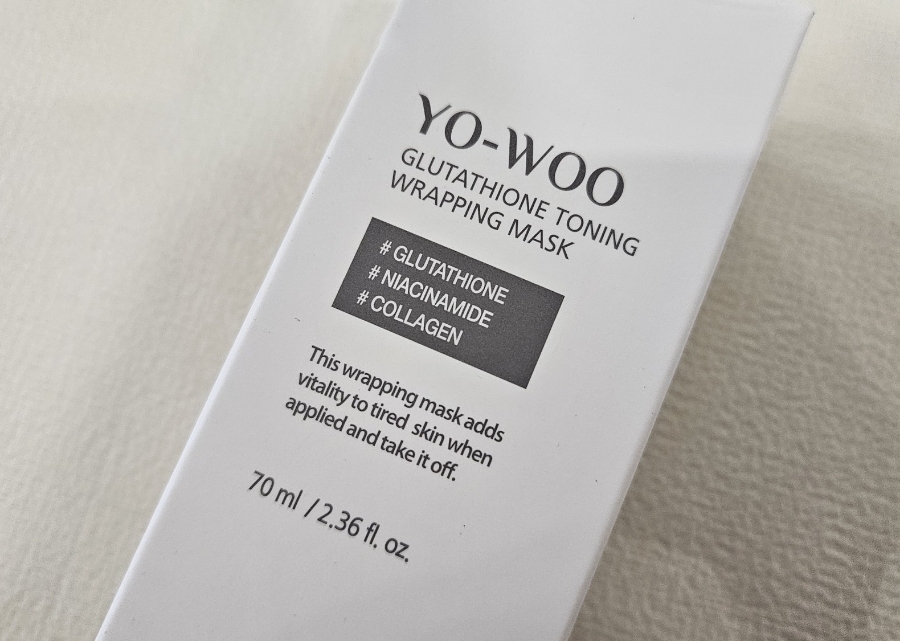 YO-WOO
GLUTATHIONE TONING
WRAPPING MASK
# GLUTATHIONE
# NIACINAMIDE
# COLLAGEN
This wrapping mask adds
vitality to tired skin when
applied and take it off.
70 ml / 2.36 fl. oz.